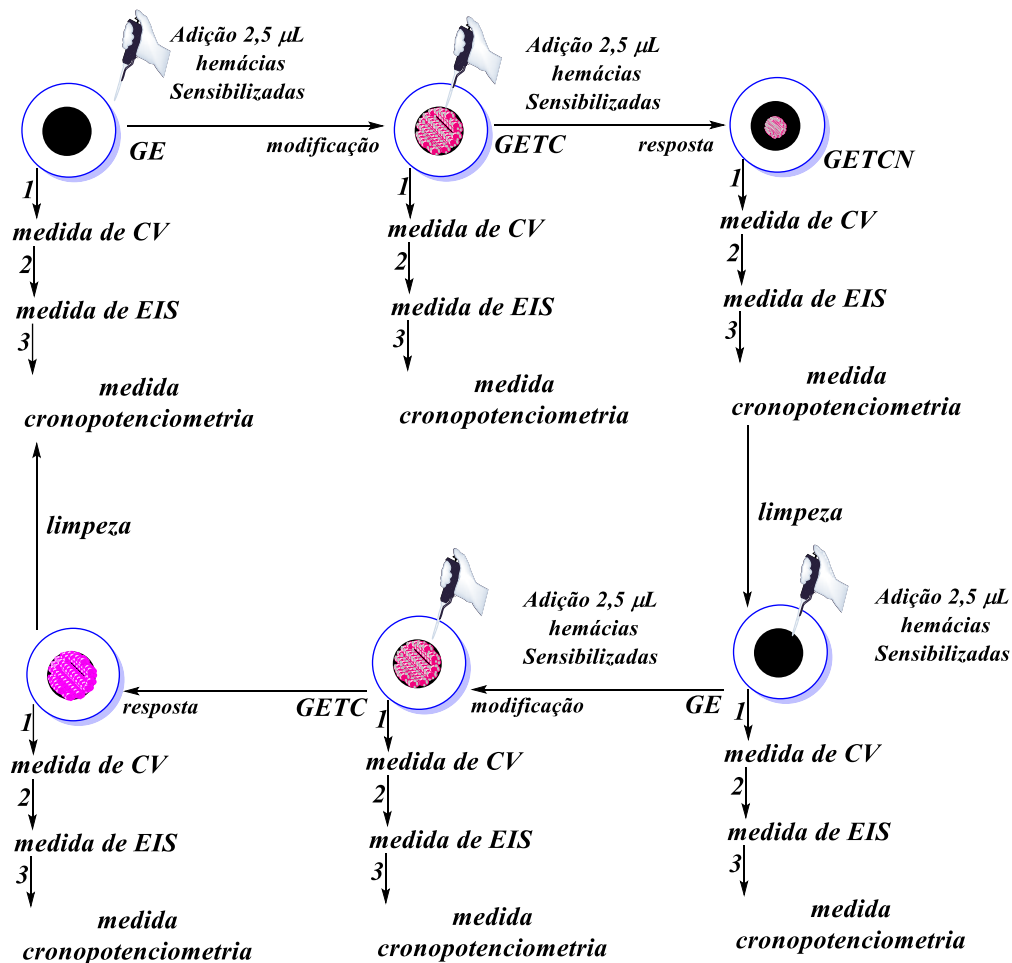 Adição 2,5 μL
hemácias
Sensibilizadas
GE
modificação
Adição 2,5 μL
hemácias
Sensibilizadas
GETC
resposta
GETCN
1
medida de CV
2
medida de EIS
3
medida
cronopotenciometria
1
medida de CV
2
medida de EIS
3
medida
cronopotenciometria
1
medida de CV
2
medida de EIS
3
medida
cronopotenciometria
limpeza
limpeza
Adição 2,5 μL
hemácias
Sensibilizadas
GE
modificação
Adição 2,5 μL
hemácias
Sensibilizadas
GETC
resposta
1
medida de CV
2
medida de EIS
3
medida
cronopotenciometria
1
medida de CV
2
medida de EIS
3
medida
cronopotenciometria
1
medida de CV
2
medida de EIS
3
medida
cronopotenciometria